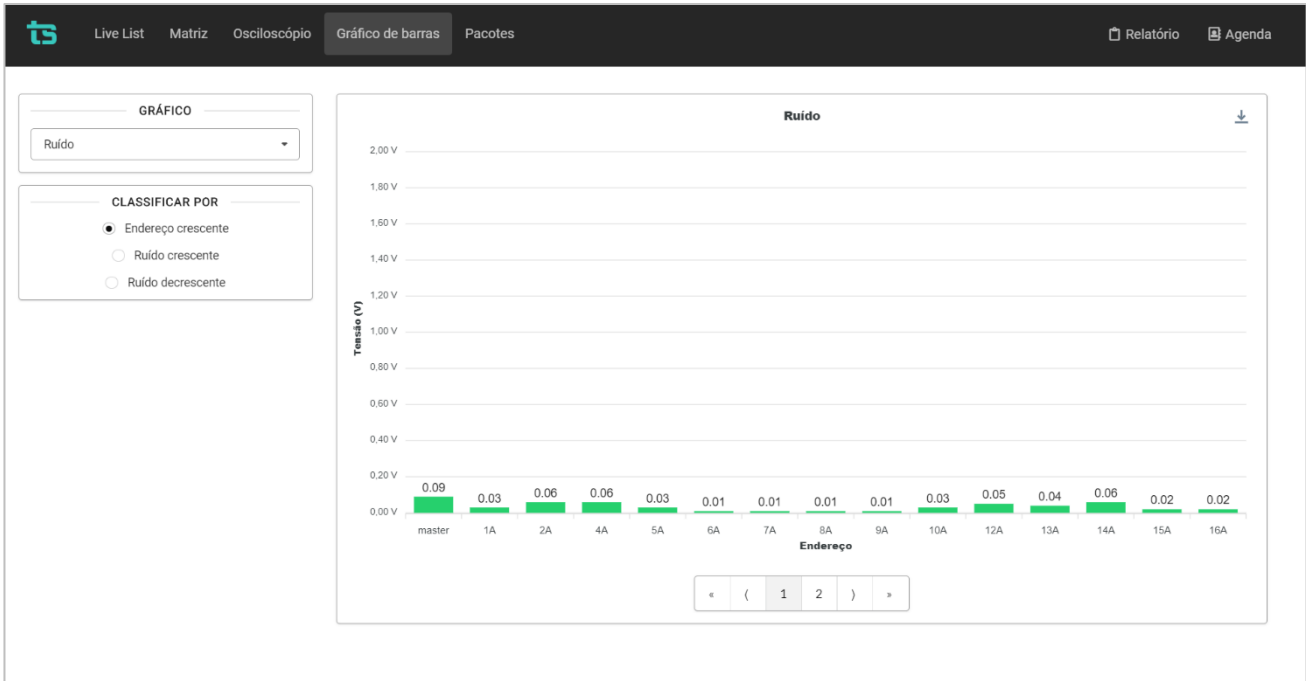 ts Live List Matriz Osciloscópio Gráfico de barras Pacotes Relatório Agenda
GRÁFICO
Ruído
CLASSIFICAR POR
Endereço crescente
Ruído crescente
Ruído decrescente
Ruído
Tensão (V)
2,00 V
1,80 V
1,60 V
1,40 V
1,20 V
1,00 V
0,80 V
0,60 V
0,40 V
0,20 V
0,00 V
0.09 0.03 0.06 0.06 0.03 0.01 0.01 0.01 0.01 0.03 0.05 0.04 0.06 0.02 0.02
master 1A 2A 4A 5A 6A 7A 8A 9A 10A 12A 13A 14A 15A 16A
Endereço
« ⟨ 1 2 ⟩ »